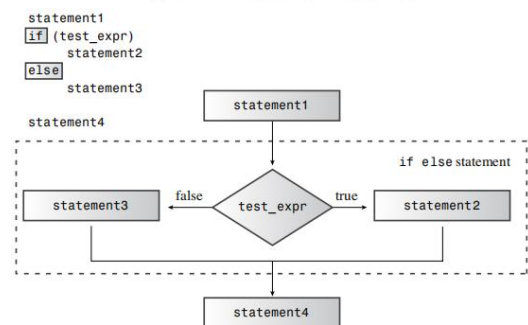 statement1
if (test_expr)
statement2
else
statement3
statement4
statement1
if else statement
false
true
statement3
test_expr
statement2
statement4